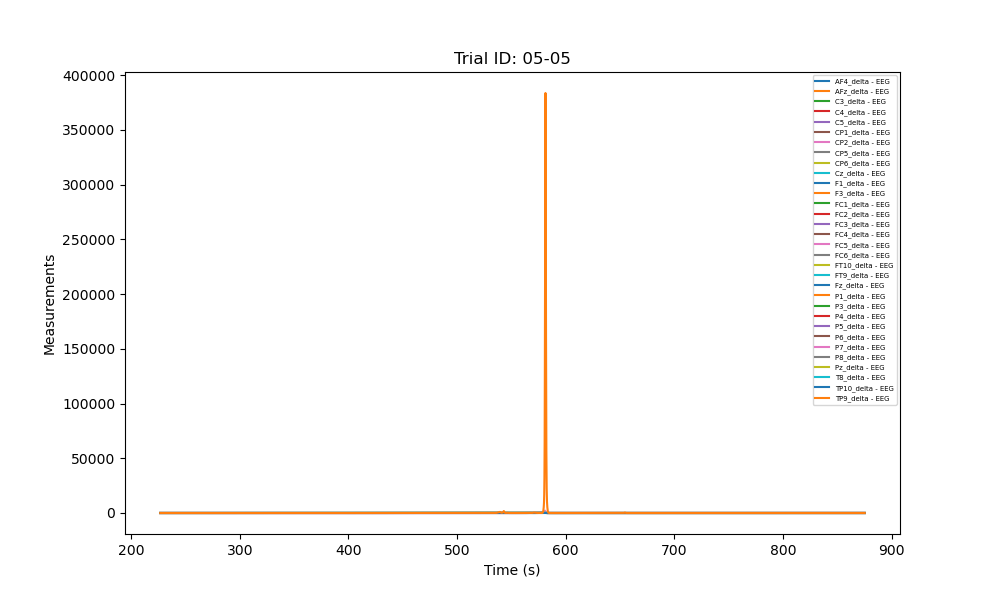 Trial ID: 05-05
400000
350000
300000
250000
200000
150000
100000
50000
0
Measurements
200 300 400 500 600 700 800 900
Time (s)
AF4_delta - EEG
AFz_delta - EEG
C3_delta - EEG
C4_delta - EEG
C5_delta - EEG
CP1_delta - EEG
CP2_delta - EEG
CP5_delta - EEG
CP6_delta - EEG
Cz_delta - EEG
F1_delta - EEG
F3_delta - EEG
FC1_delta - EEG
FC2_delta - EEG
FC3_delta - EEG
FC4_delta - EEG
FC5_delta - EEG
FC6_delta - EEG
FT10_delta - EEG
FT9_delta - EEG
Fz_delta - EEG
P1_delta - EEG
P3_delta - EEG
P4_delta - EEG
P5_delta - EEG
P6_delta - EEG
P7_delta - EEG
P8_delta - EEG
Pz_delta - EEG
T8_delta - EEG
TP10_delta - EEG
TP9_delta - EEG